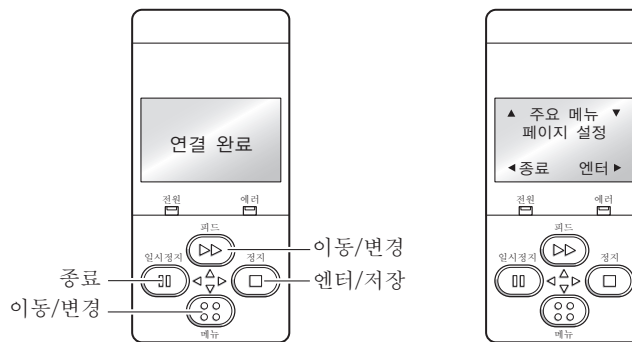 연결 완료
전원 에러
피드
이동/변경
일시정지 정지
종료 엔터/저장
이동/변경
메뉴
▲ 주요 메뉴 ▼
페이지 설정
◀종료 엔터▶
전원 에러
피드
일시정지 정지
메뉴